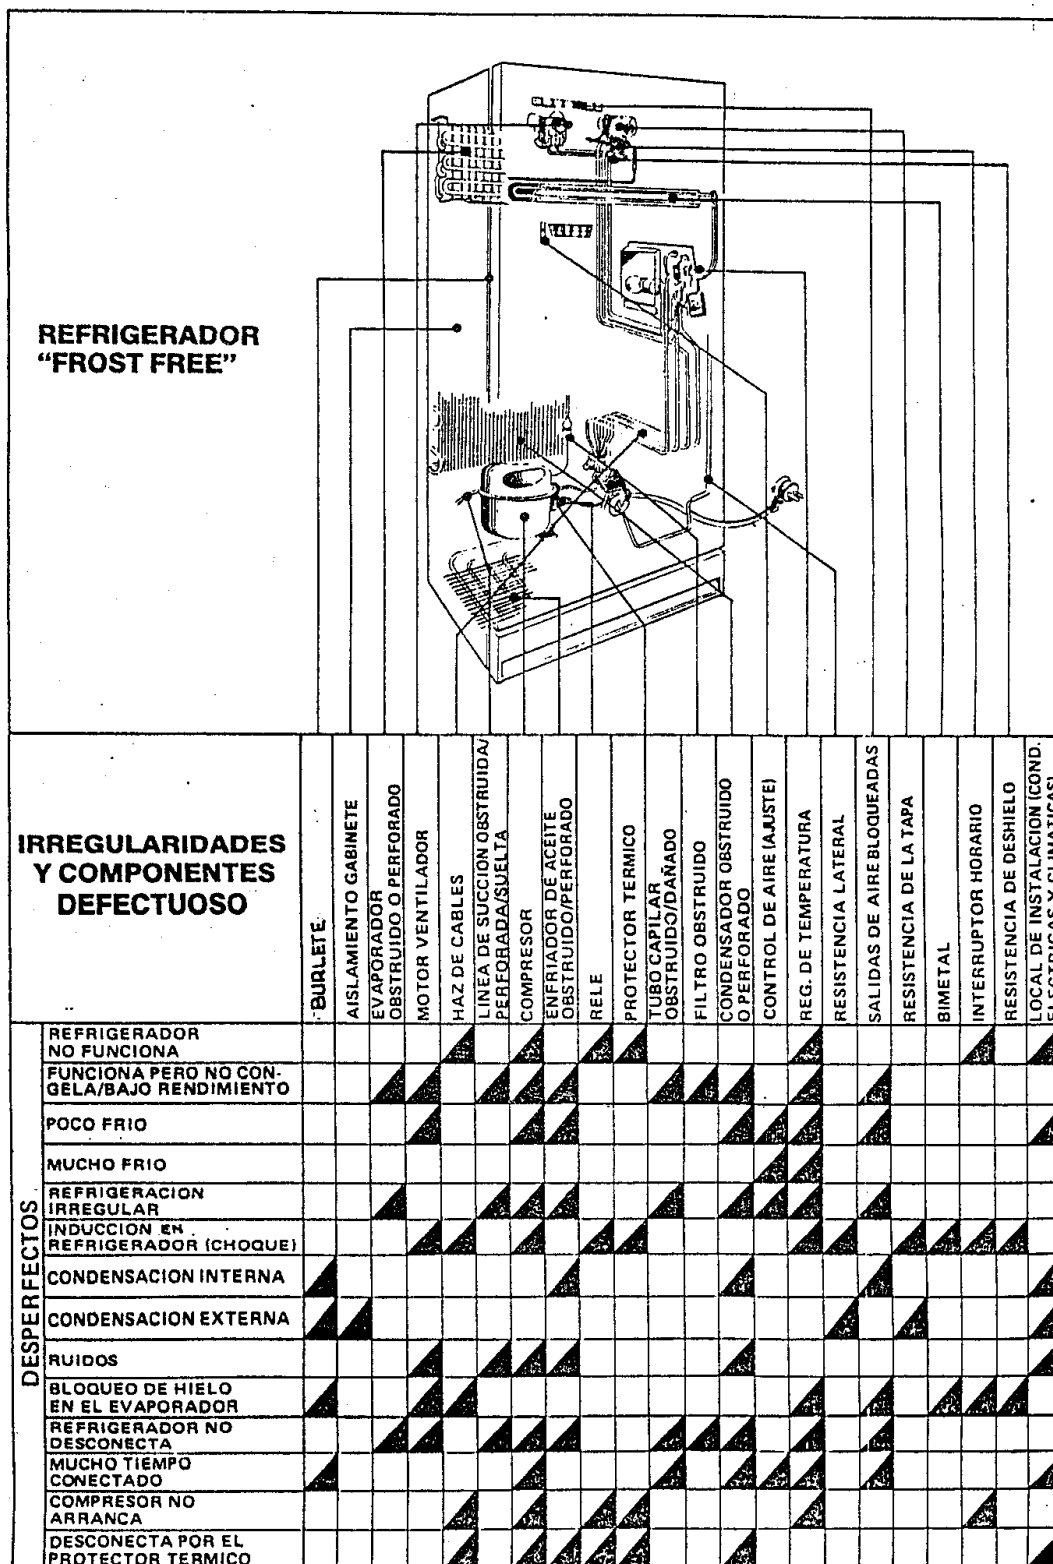 REFRIGERADOR
“FROST FREE”
IRREGULARIDADES
Y COMPONENTES
DEFECTUOSO
BURLETE
AISLAMIENTO GABINETE
EVAPORADOR
OBSTRUIDO O PERFORADO
MOTOR VENTILADOR
HAZ DE CABLES
LINEA DE SUCCION OBSTRUIDA/
PERFORADA/SUELTA
COMPRESOR
ENFRIADOR DE ACEITE
OBSTRUIDO/PERFORADO
RELE
PROTECTOR TERMICO
TUBO CAPILAR
OBSTRUIDO/DAÑADO
FILTRO OBSTRUIDO
CONDENSADOR OBSTRUIDO
O PERFORADO
CONTROL DE AIRE (AJUSTE)
REG. DE TEMPERATURA
RESISTENCIA LATERAL
SALIDAS DE AIRE BLOQUEADAS
RESISTENCIA DE LA TAPA
BIMETAL
INTERRUPTOR HORARIO
RESISTENCIA DE DESHIELO
LOCAL DE INSTALACION (COND.
ELECTRICAS Y CLIMATICAS)
DESPERFECTOS
REFRIGERADOR
NO FUNCIONA
FUNCIONA PERO NO CON-
GELA/BAJO RENDIMIENTO
POCO FRIO
MUCHO FRIO
REFRIGERACION
IRREGULAR
INDUCCION EN
REFRIGERADOR (CHOQUE)
CONDENSACION INTERNA
CONDENSACION EXTERNA
RUIDOS
BLOQUEO DE HIELO
EN EL EVAPORADOR
REFRIGERADOR NO
DESCONECTA
MUCHO TIEMPO
CONECTADO
COMPRESOR NO
ARRANCA
DESCONECTA POR EL
PROTECTOR TERMICO